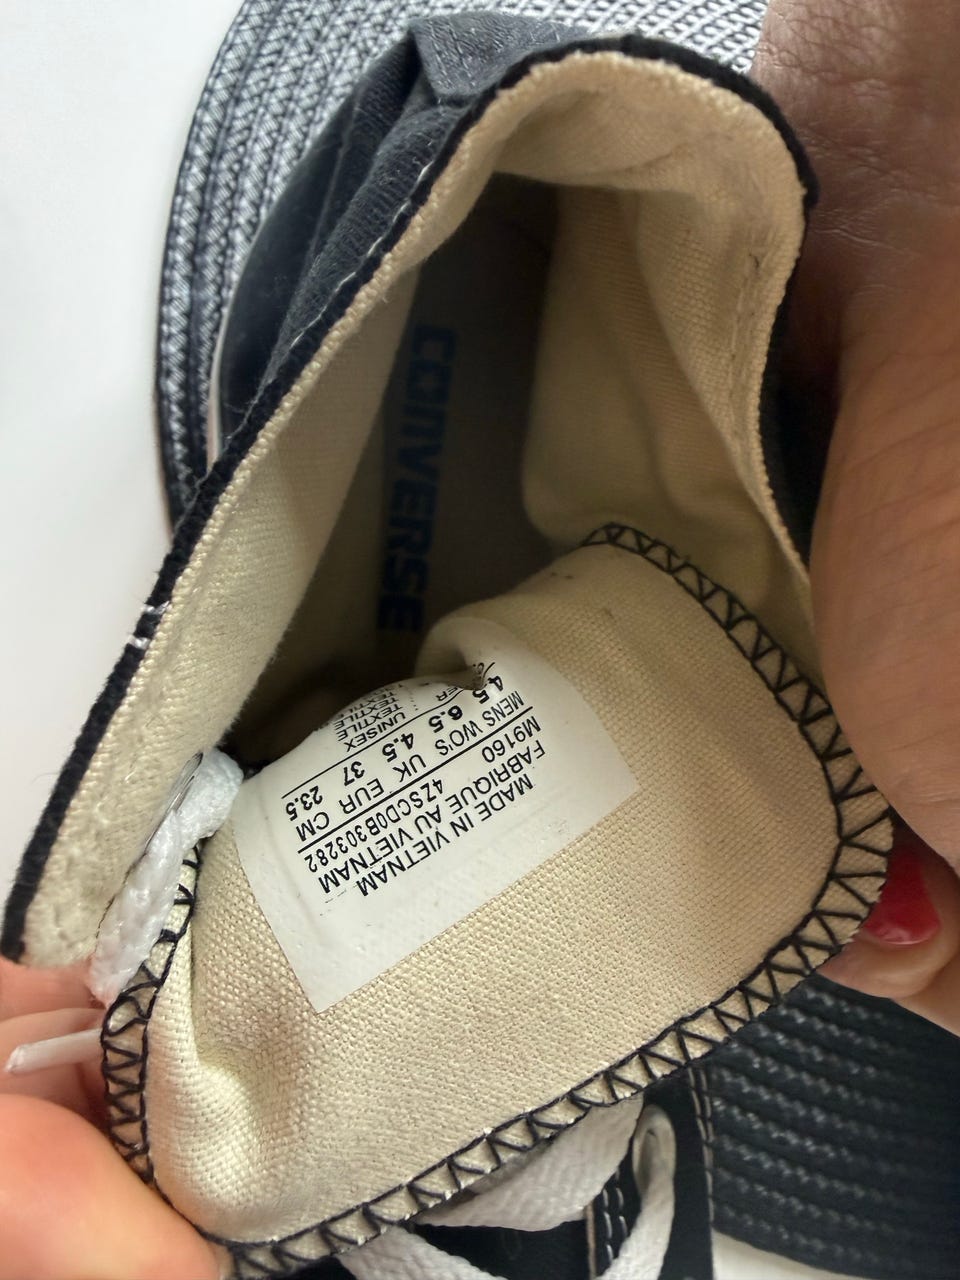 CONVERSE
MADE IN VIETNAM
FABRIQUE AU VIETNAM
M9160 4ZSCD0B303282
MENS WO'S UK EUR CM
4.5 6.5 4.5 37 23.5
UNISEX
TEXTILE
TEXTILE